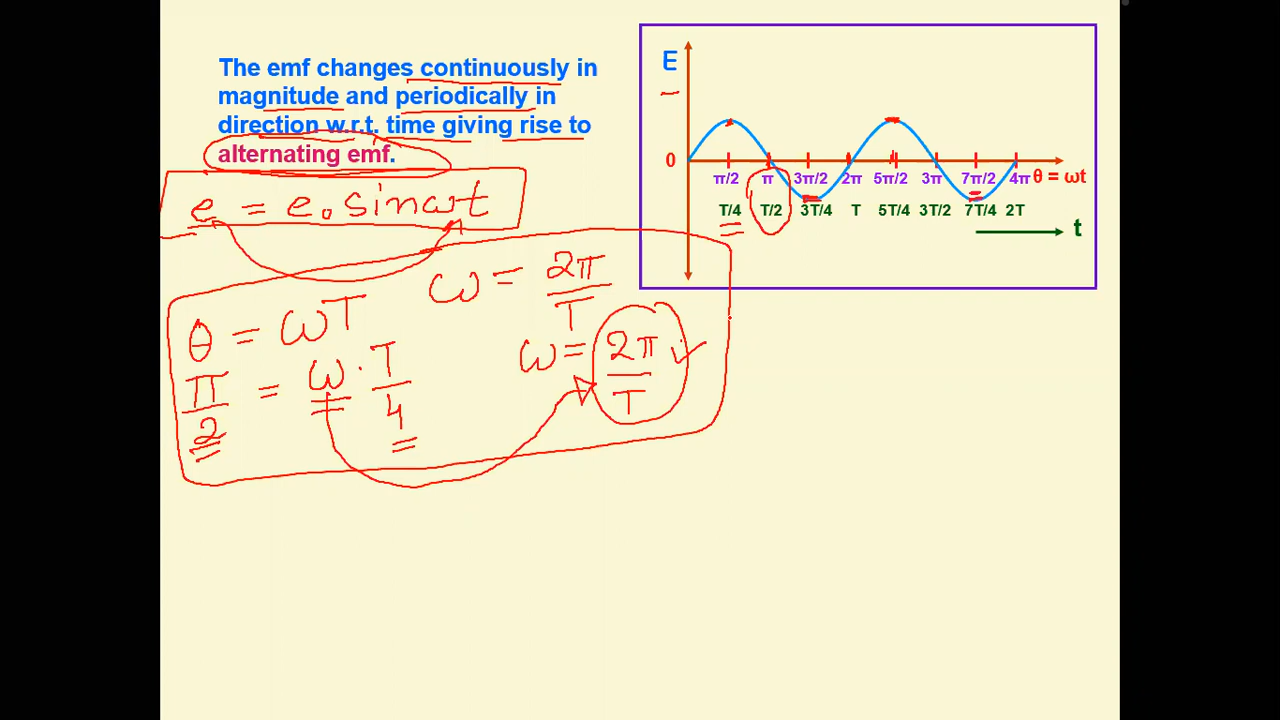 The emf changes continuously in
magnitude and periodically in
direction w.r.t. time giving rise to
alternating emf.
e = e₀ sinωt
ω = 2π/T
θ = ωT
ω = 2π/T
π/2 = ω · T/4
E
0
π/2 π 3π/2 2π 5π/2 3π 7π/2 4π θ = ωt
T/4 T/2 3T/4 T 5T/4 3T/2 7T/4 2T
t